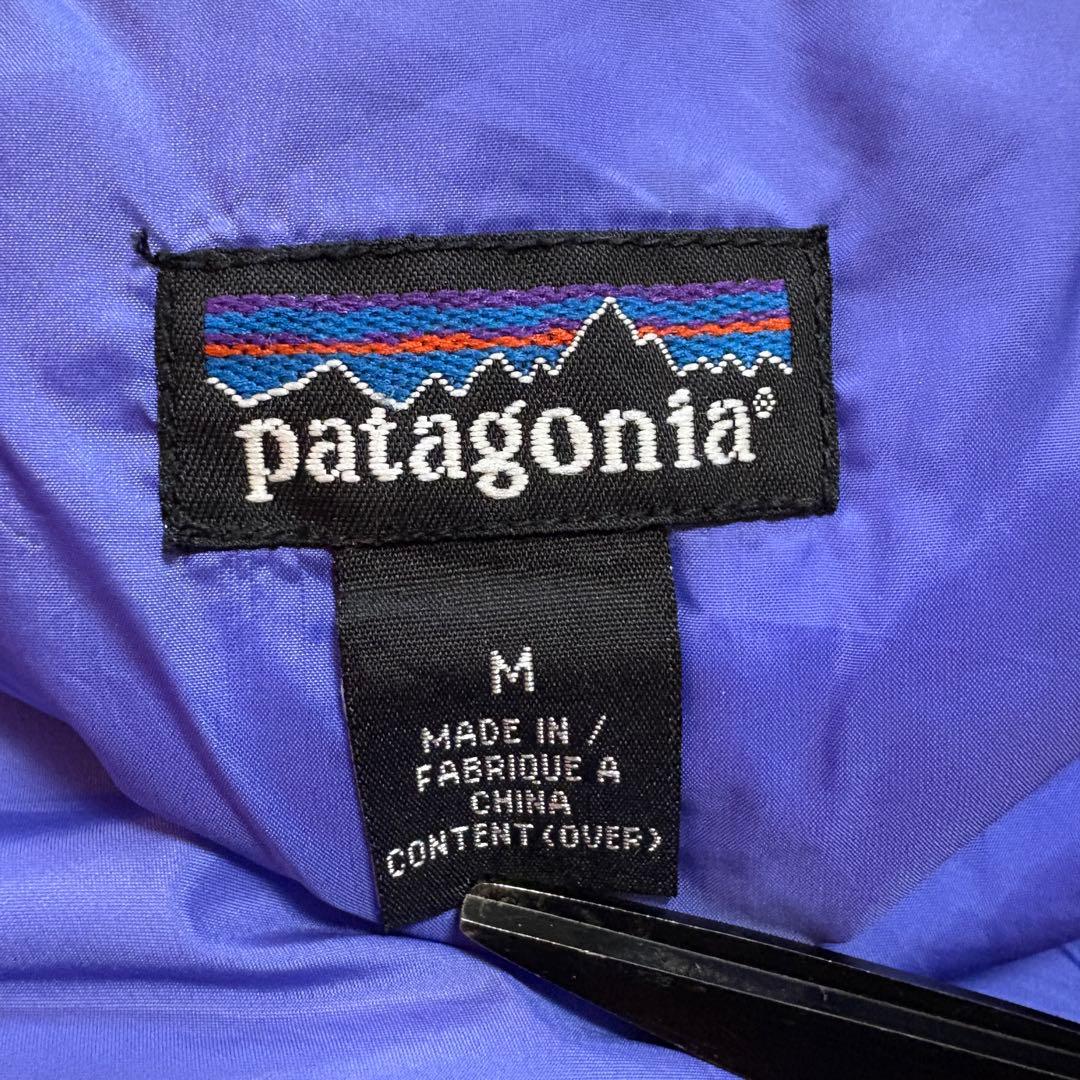 patagonia®
M
MADE IN /
FABRIQUE A
CHINA
CONTENT (OVER)